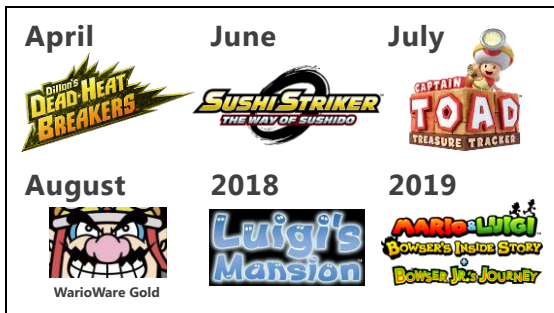 April
June
July
Dillon's
DEAD-HEAT
BREAKERS
SUSHI STRIKER
THE WAY OF SUSHIDO
CAPTAIN
TOAD
TREASURE TRACKER
August
2018
2019
WarioWare Gold
Luigi's
Mansion
MARIO & LUIGI
BOWSER'S INSIDE STORY
+
BOWSER JR.'S JOURNEY